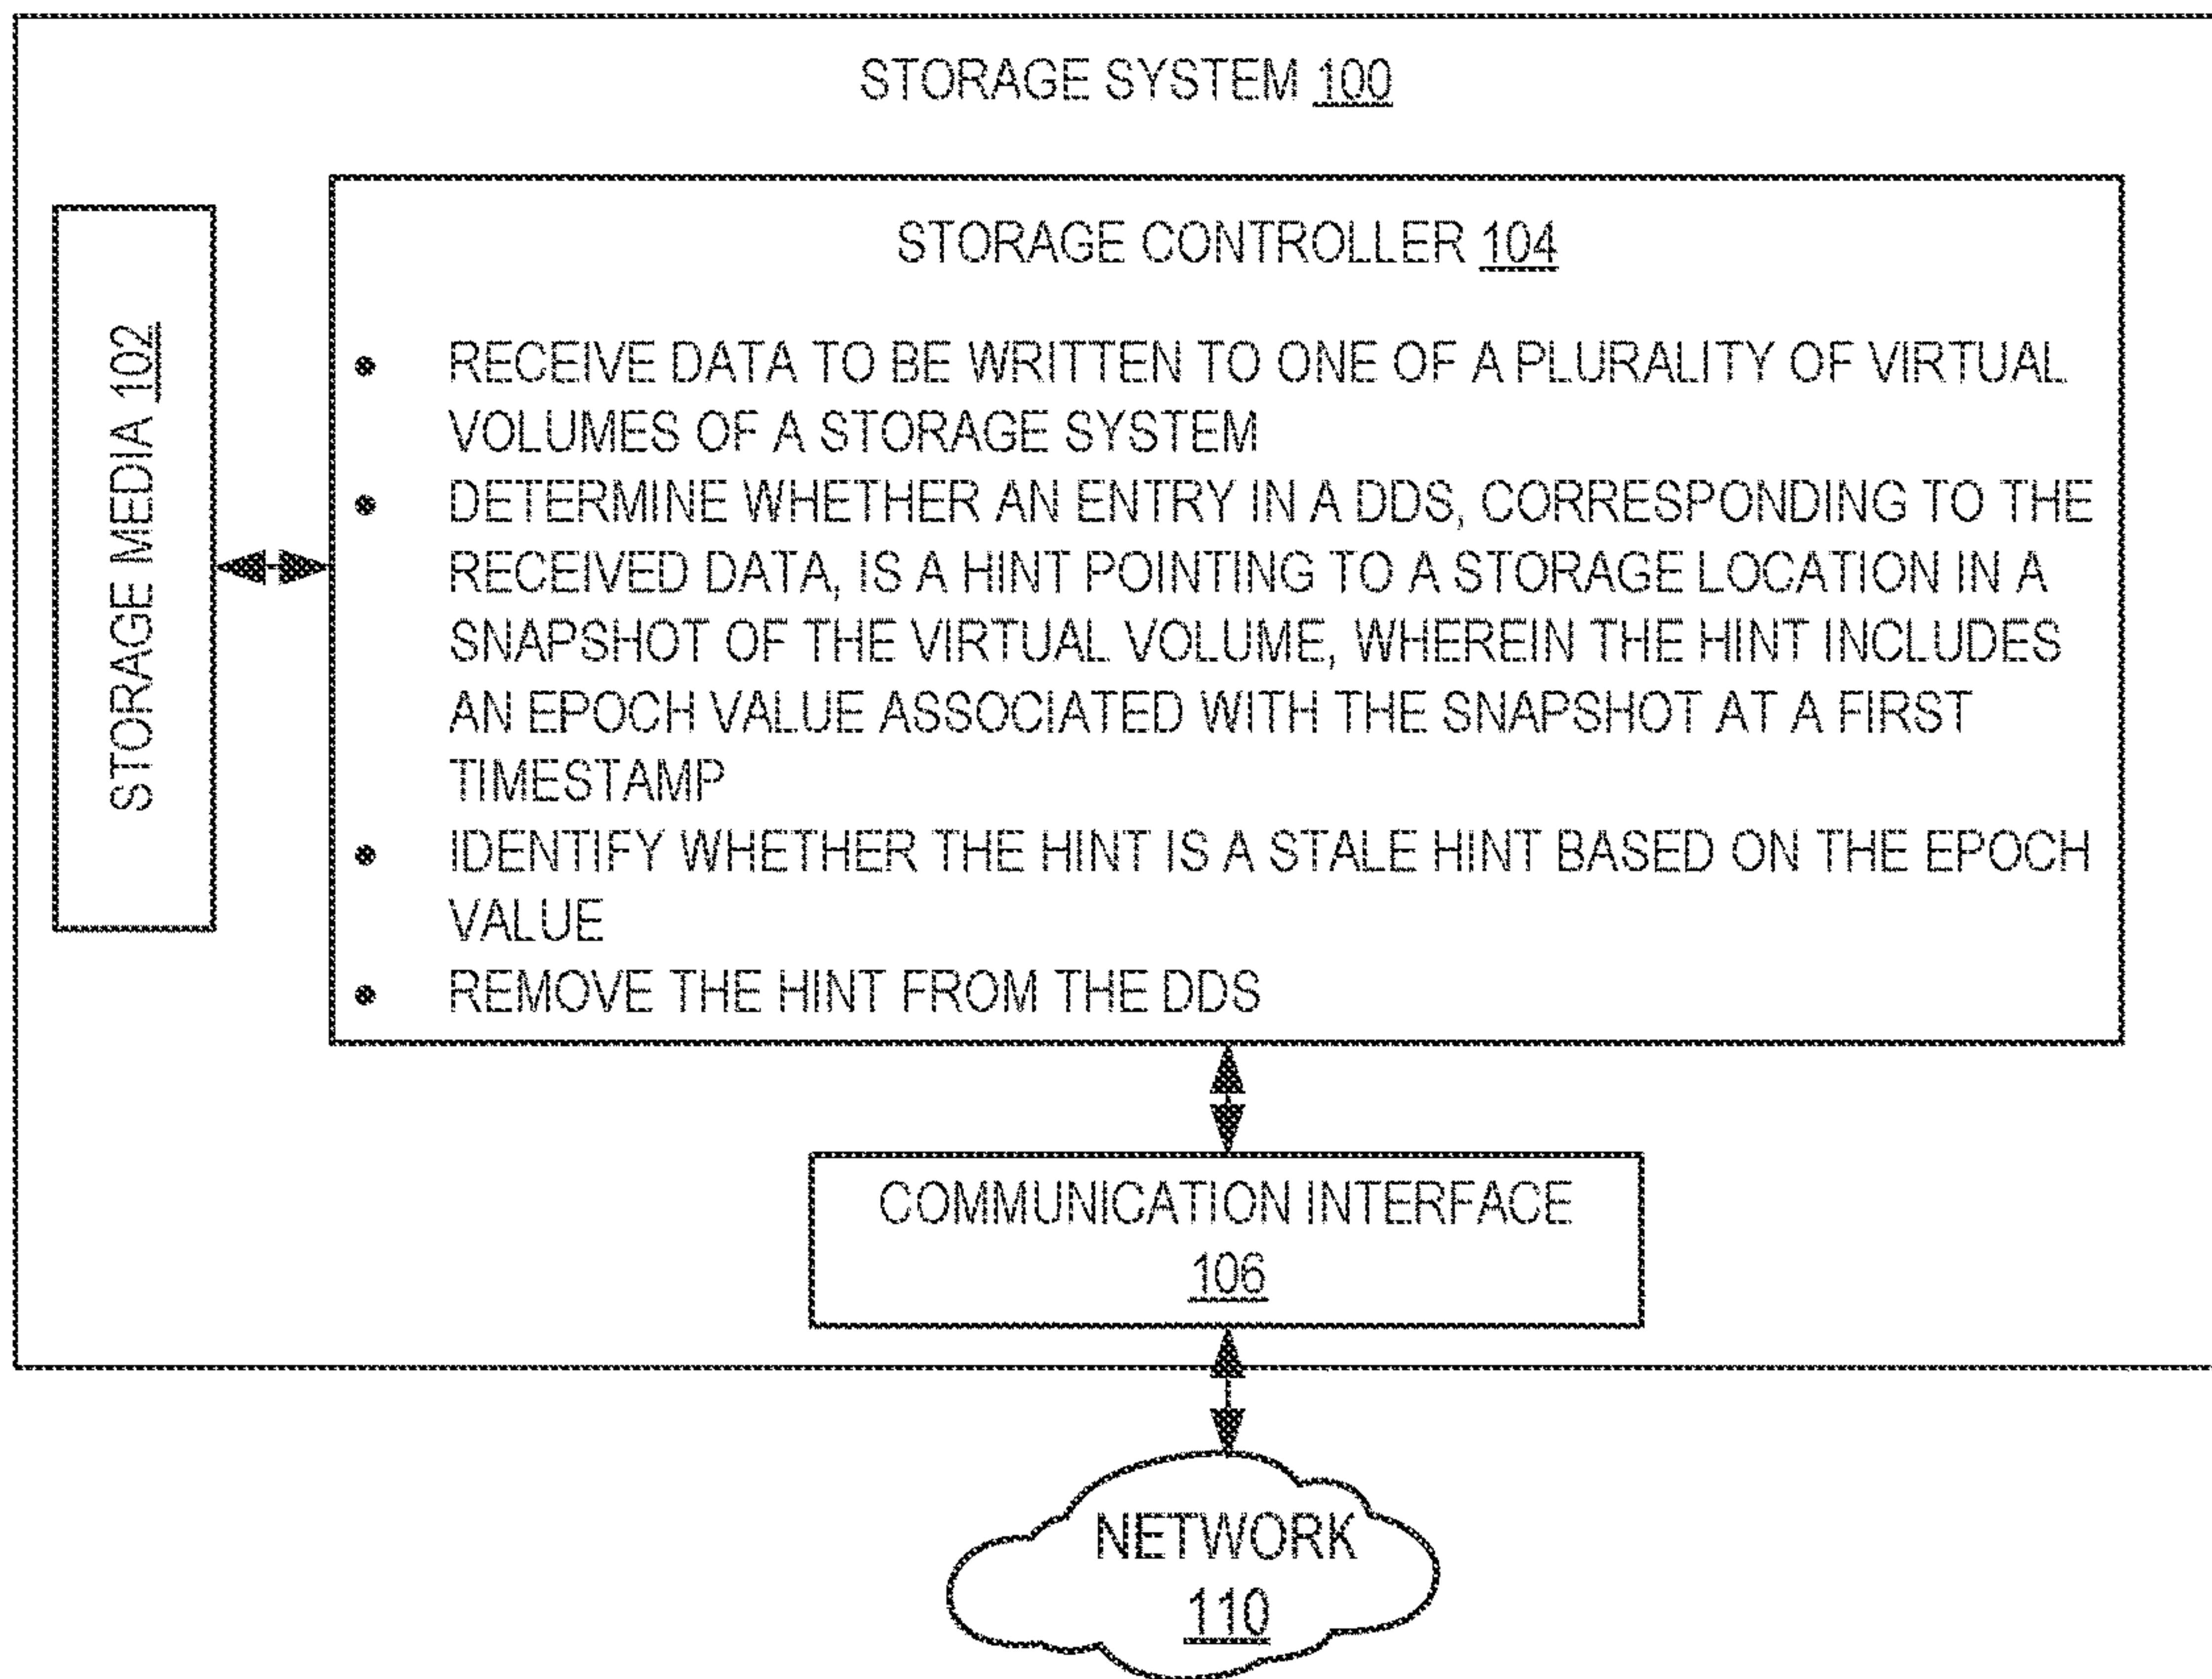 STORAGE SYSTEM 100
STORAGE MEDIA 102
STORAGE CONTROLLER 104
• RECEIVE DATA TO BE WRITTEN TO ONE OF A PLURALITY OF VIRTUAL
VOLUMES OF A STORAGE SYSTEM
• DETERMINE WHETHER AN ENTRY IN A DDS, CORRESPONDING TO THE
RECEIVED DATA, IS A HINT POINTING TO A STORAGE LOCATION IN A
SNAPSHOT OF THE VIRTUAL VOLUME, WHEREIN THE HINT INCLUDES
AN EPOCH VALUE ASSOCIATED WITH THE SNAPSHOT AT A FIRST
TIMESTAMP
• IDENTIFY WHETHER THE HINT IS A STALE HINT BASED ON THE EPOCH
VALUE
• REMOVE THE HINT FROM THE DDS
COMMUNICATION INTERFACE
106
NETWORK
110